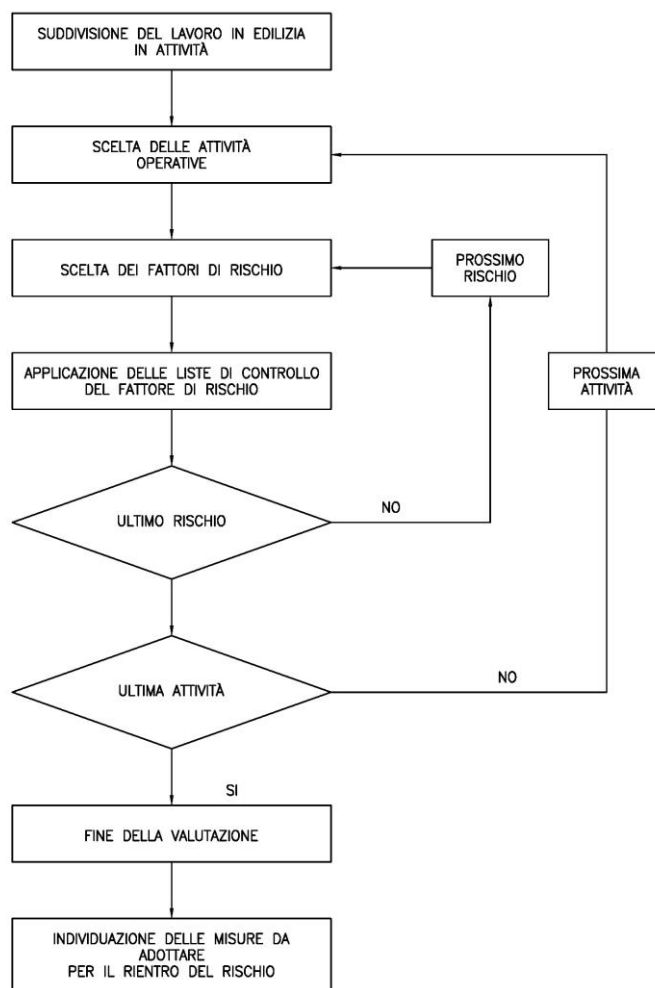 SUDDIVISIONE DEL LAVORO IN EDILIZIA
IN ATTIVITÀ
SCELTA DELLE ATTIVITÀ
OPERATIVE
SCELTA DEI FATTORI DI RISCHIO
PROSSIMO
RISCHIO
APPLICAZIONE DELLE LISTE DI CONTROLLO
DEL FATTORE DI RISCHIO
PROSSIMA
ATTIVITÀ
ULTIMO RISCHIO
NO
ULTIMA ATTIVITÀ
NO
SI
FINE DELLA VALUTAZIONE
INDIVIDUAZIONE DELLE MISURE DA
ADOTTARE
PER IL RIENTRO DEL RISCHIO